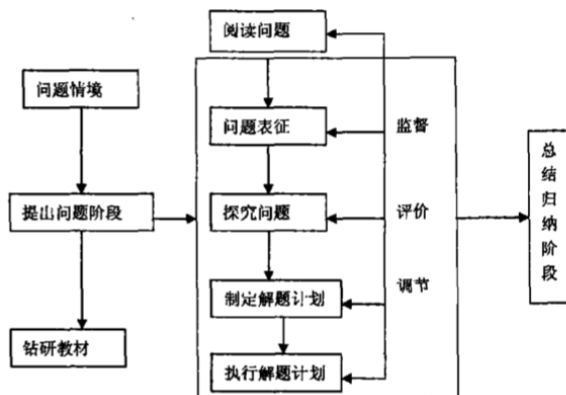 阅读问题
问题情境
问题表征
监督
提出问题阶段
探究问题
评价
总结归纳阶段
制定解题计划
调节
钻研教材
执行解题计划